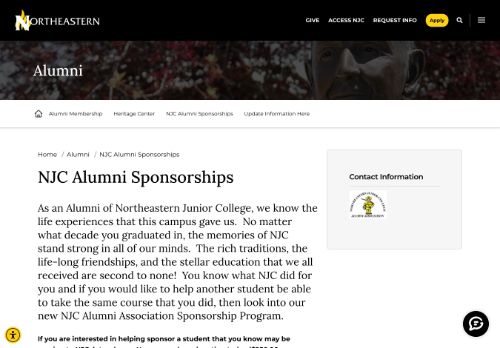 NORTHEASTERN
GIVE ACCESS NJC REQUEST INFO Apply
Alumni
Alumni Membership Heritage Center NJC Alumni Sponsorships Update Information Here
Home / Alumni / NJC Alumni Sponsorships
NJC Alumni Sponsorships
As an Alumni of Northeastern Junior College, we know the
life experiences that this campus gave us. No matter
what decade you graduated in, the memories of NJC
stand strong in all of our minds. The rich traditions, the
life-long friendships, and the stellar education that we all
received are second to none! You know what NJC did for
you and if you would like to help another student be able
to take the same course that you did, then look into our
new NJC Alumni Association Sponsorship Program.
If you are interested in helping sponsor a student that you know may
Contact Information
ALUMNI ASSOCIATION